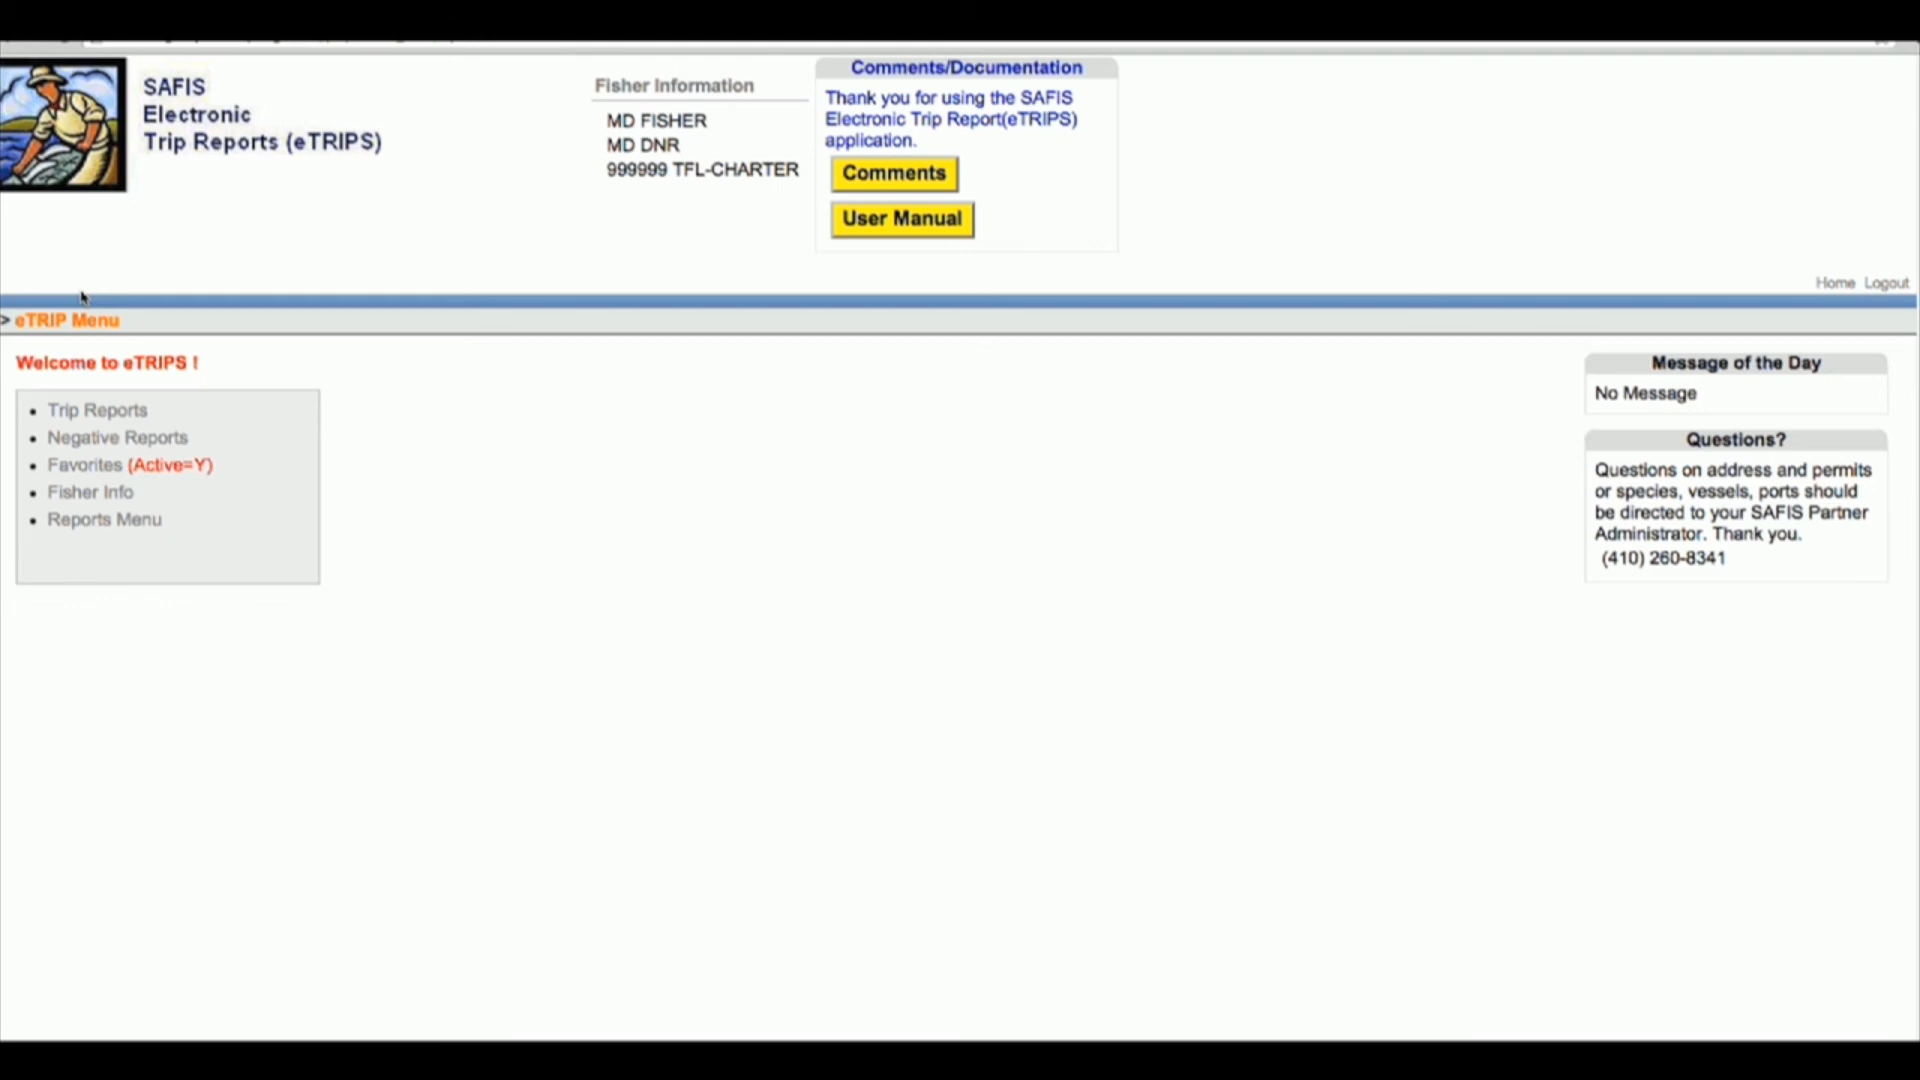 SAFIS
Electronic
Trip Reports (eTRIPS)
Fisher Information
MD FISHER
MD DNR
999999 TFL-CHARTER
Comments/Documentation
Thank you for using the SAFIS
Electronic Trip Report(eTRIPS)
application.
Comments
User Manual
Home Logout
> eTRIP Menu
Welcome to eTRIPS !
• Trip Reports
• Negative Reports
• Favorites (Active=Y)
• Fisher Info
• Reports Menu
Message of the Day
No Message
Questions?
Questions on address and permits
or species, vessels, ports should
be directed to your SAFIS Partner
Administrator. Thank you.
(410) 260-8341